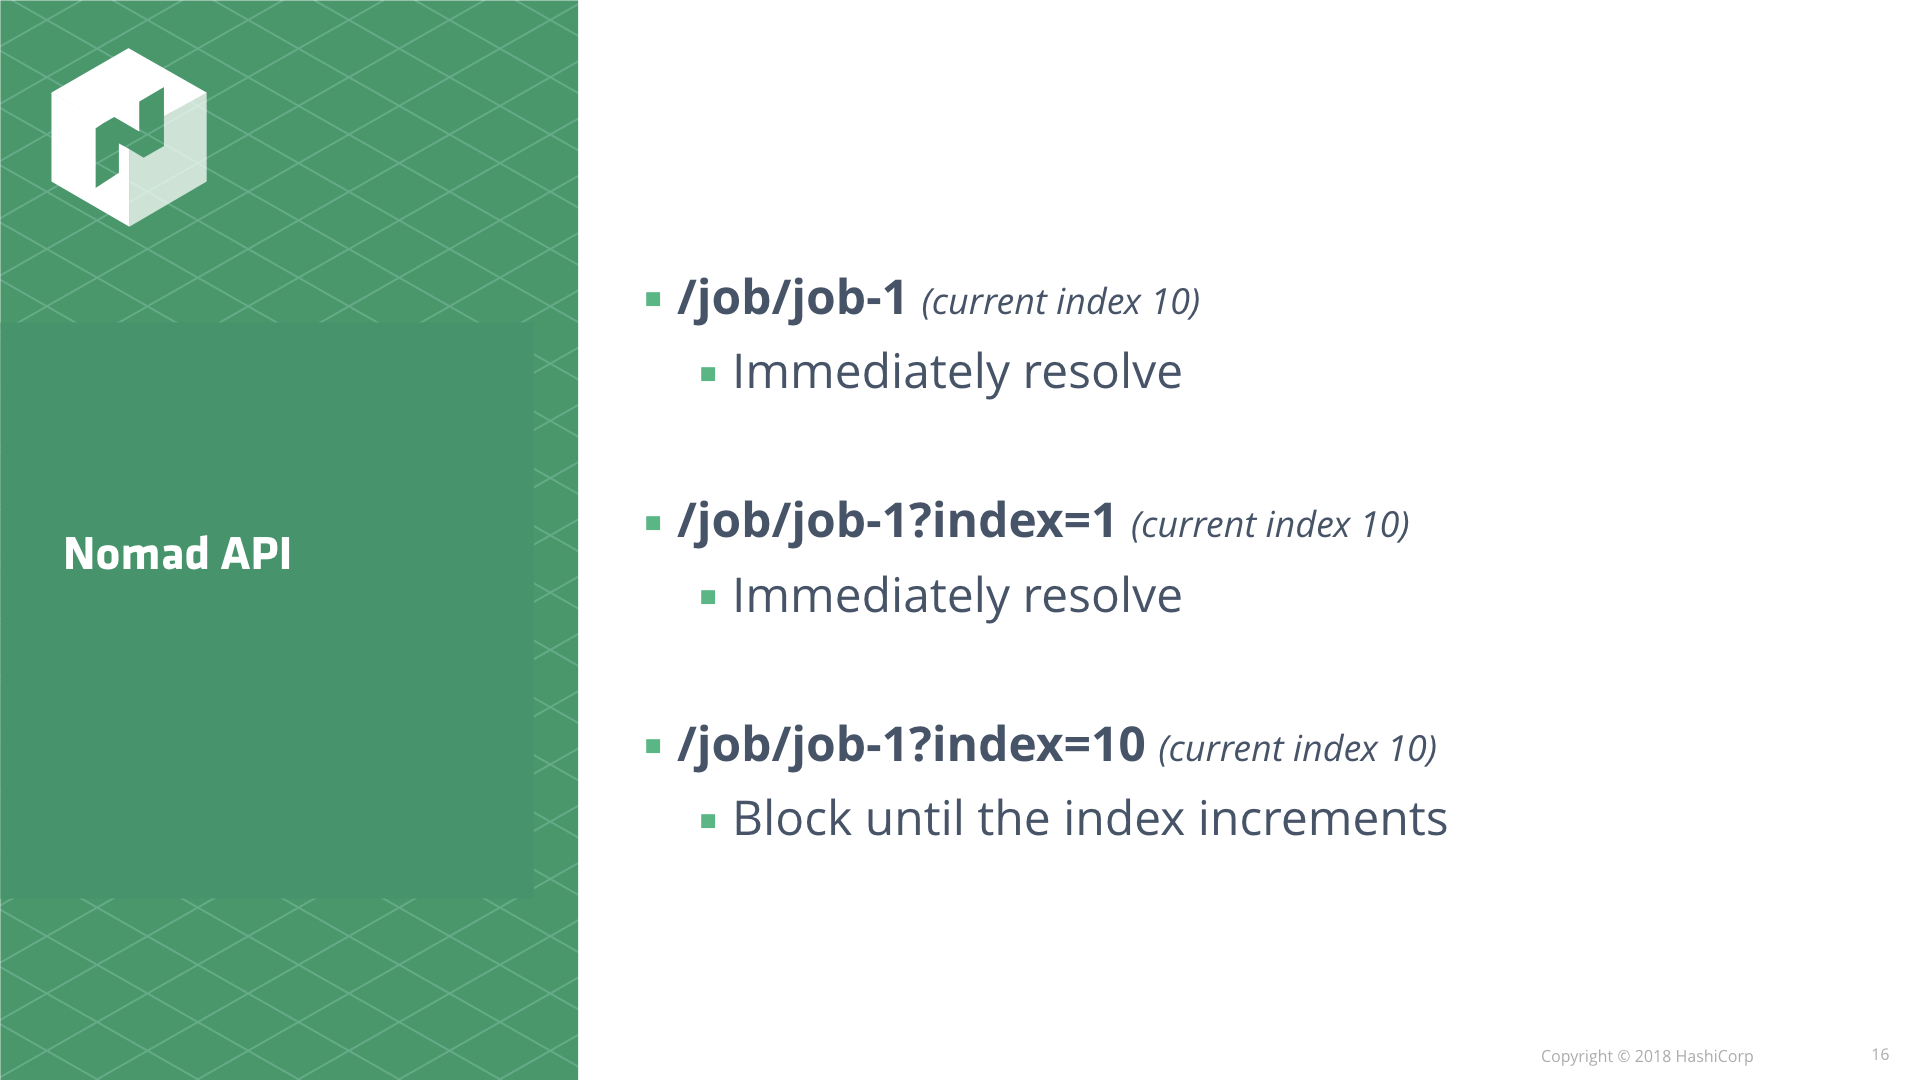 Nomad API
/job/job-1 (current index 10)
Immediately resolve
/job/job-1?index=1 (current index 10)
Immediately resolve
/job/job-1?index=10 (current index 10)
Block until the index increments
Copyright © 2018 HashiCorp
16